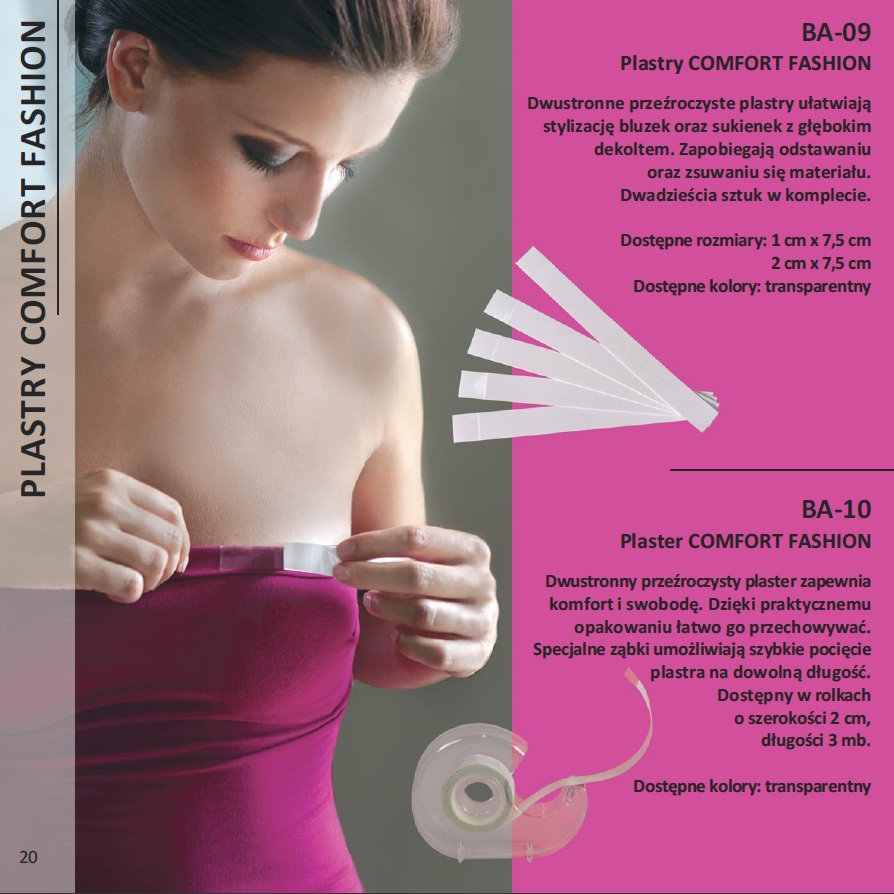 PLASTRY COMFORT FASHION
BA-09
Plastry COMFORT FASHION
Dwustronne przeźroczyste plastry ułatwiają
stylizację bluzek oraz sukienek z głębokim
dekoltem. Zapobiegają odstawaniu
oraz zsuwaniu się materiału.
Dwadzieścia sztuk w komplecie.
Dostępne rozmiary: 1 cm x 7,5 cm
2 cm x 7,5 cm
Dostępne kolory: transparentny
BA-10
Plaster COMFORT FASHION
Dwustronny przeźroczysty plaster zapewnia
komfort i swobodę. Dzięki praktycznemu
opakowaniu łatwo go przechowywać.
Specjalne ząbki umożliwiają szybkie pocięcie
plastra na dowolną długość.
Dostępny w rolkach
o szerokości 2 cm,
długości 3 mb.
Dostępne kolory: transparentny
20